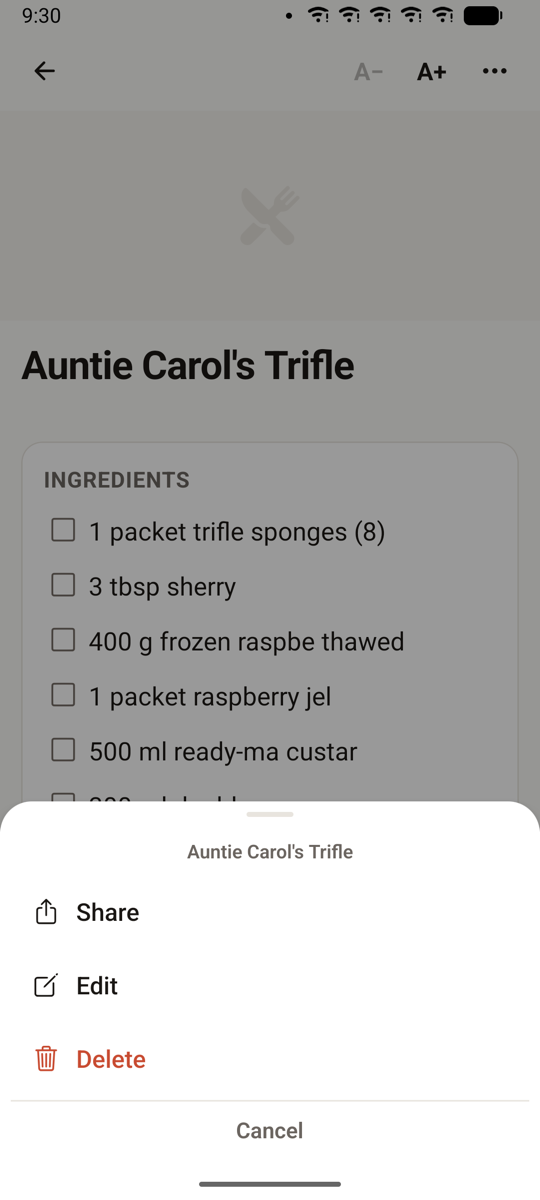 9:30
A− A+
Auntie Carol's Trifle
INGREDIENTS
1 packet trifle sponges (8)
3 tbsp sherry
400 g frozen raspbe thawed
1 packet raspberry jel
500 ml ready-ma custar
Auntie Carol's Trifle
Share
Edit
Delete
Cancel